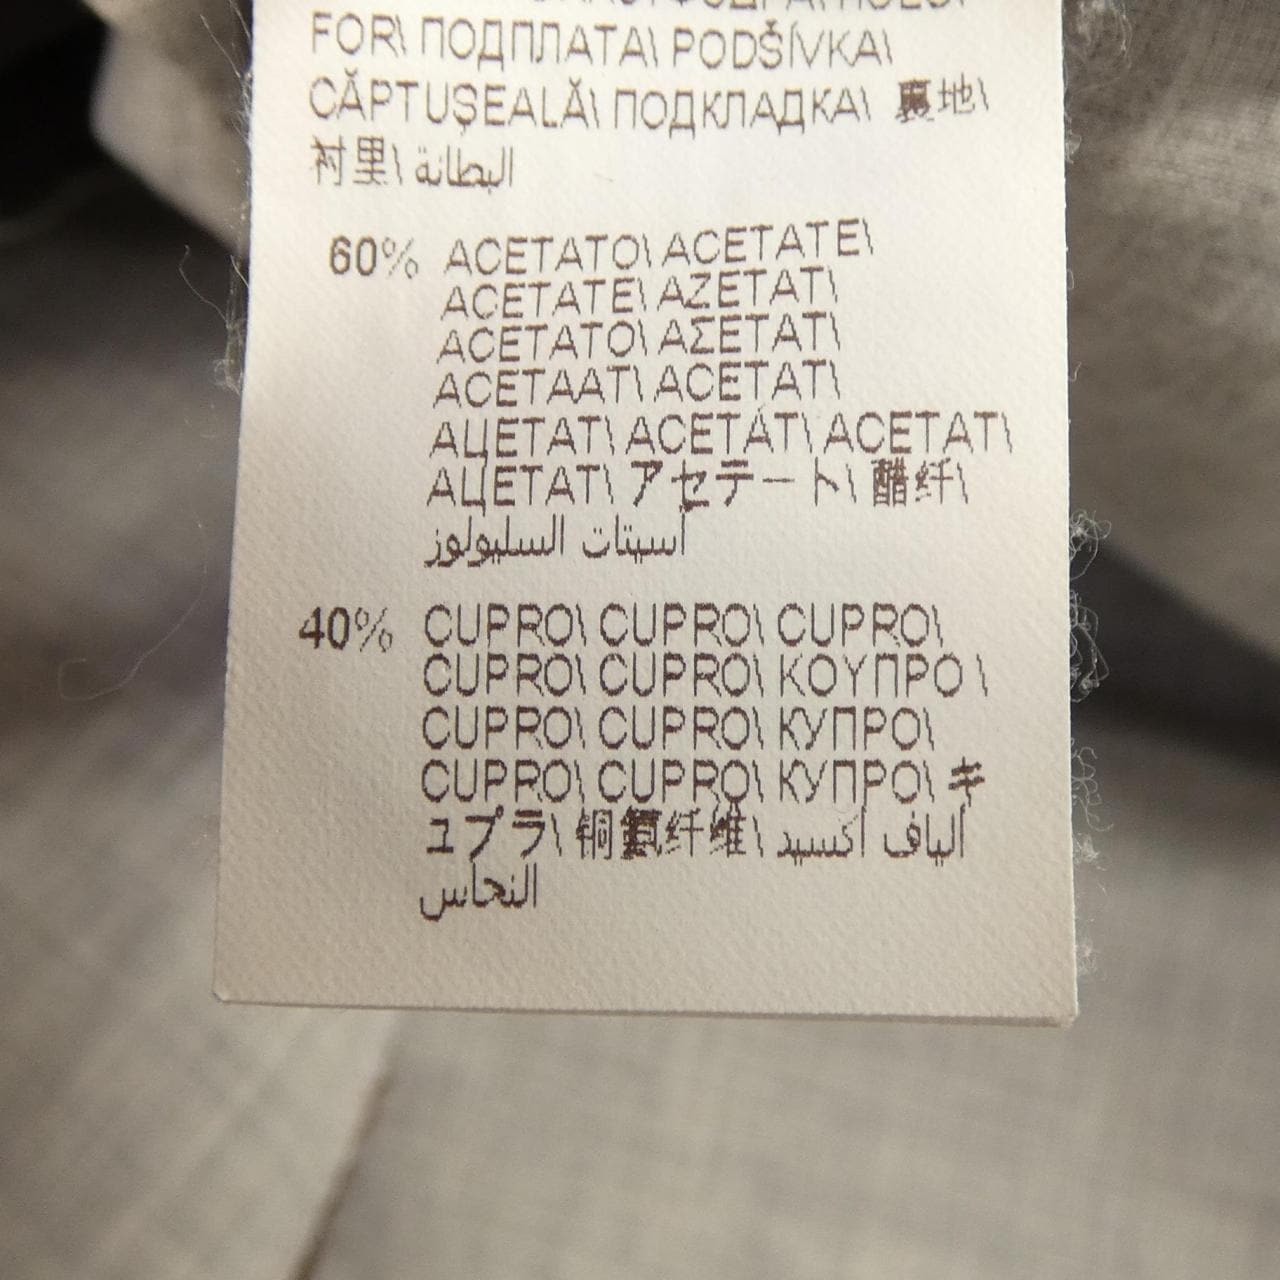 FOR\ ПОДПЛАТА\ PODŠÍVKA\
CĂPTUȘEALĂ\ ПОДКЛАДКА\ 裏地\
衬里\ البطانة
60% ACETATO\ ACETATE\
ACETATE\ AZETAT\
ACETATO\ ΑΣΕΤΑΤ\
ACETAAT\ ACETAT\
АЦЕТАТ\ ACETÁT\ ACETAT\
АЦЕТАТ\ アセテート\ 醋纤\
أسيتات السليولوز
40% CUPRO\ CUPRO\ CUPRO\
CUPRO\ CUPRO\ ΚΟΥΠΡΟ \
CUPRO\ CUPRO\ КУПРО\
CUPRO\ CUPRO\ КУПРО\ キ
ュプラ\ 铜氨纤维\ ألياف أكسيد
النحاس